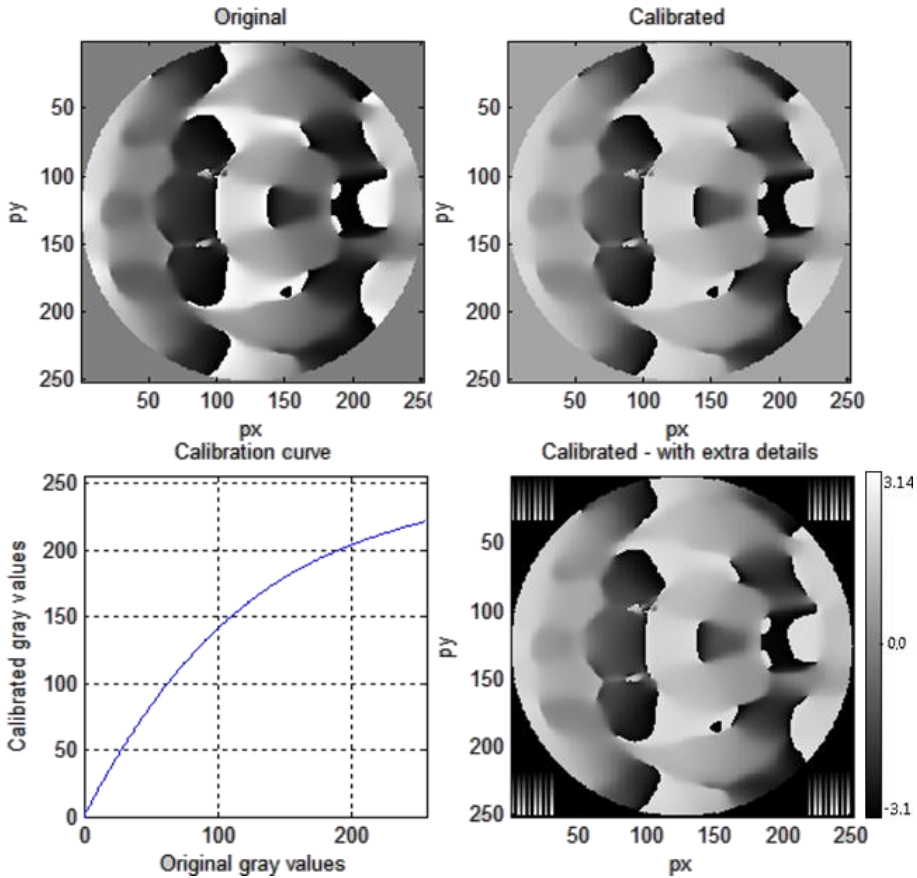 Original
50
100
150
200
250
py
50 100 150 200 250
px
Calibrated
50
100
150
200
250
py
50 100 150 200 250
px
Calibration curve
250
200
150
100
50
0
Calibrated gray values
0 100 200
Original gray values
Calibrated - with extra details
50
100
150
200
250
py
50 100 150 200 250
px
3.14
0,0
-3.1